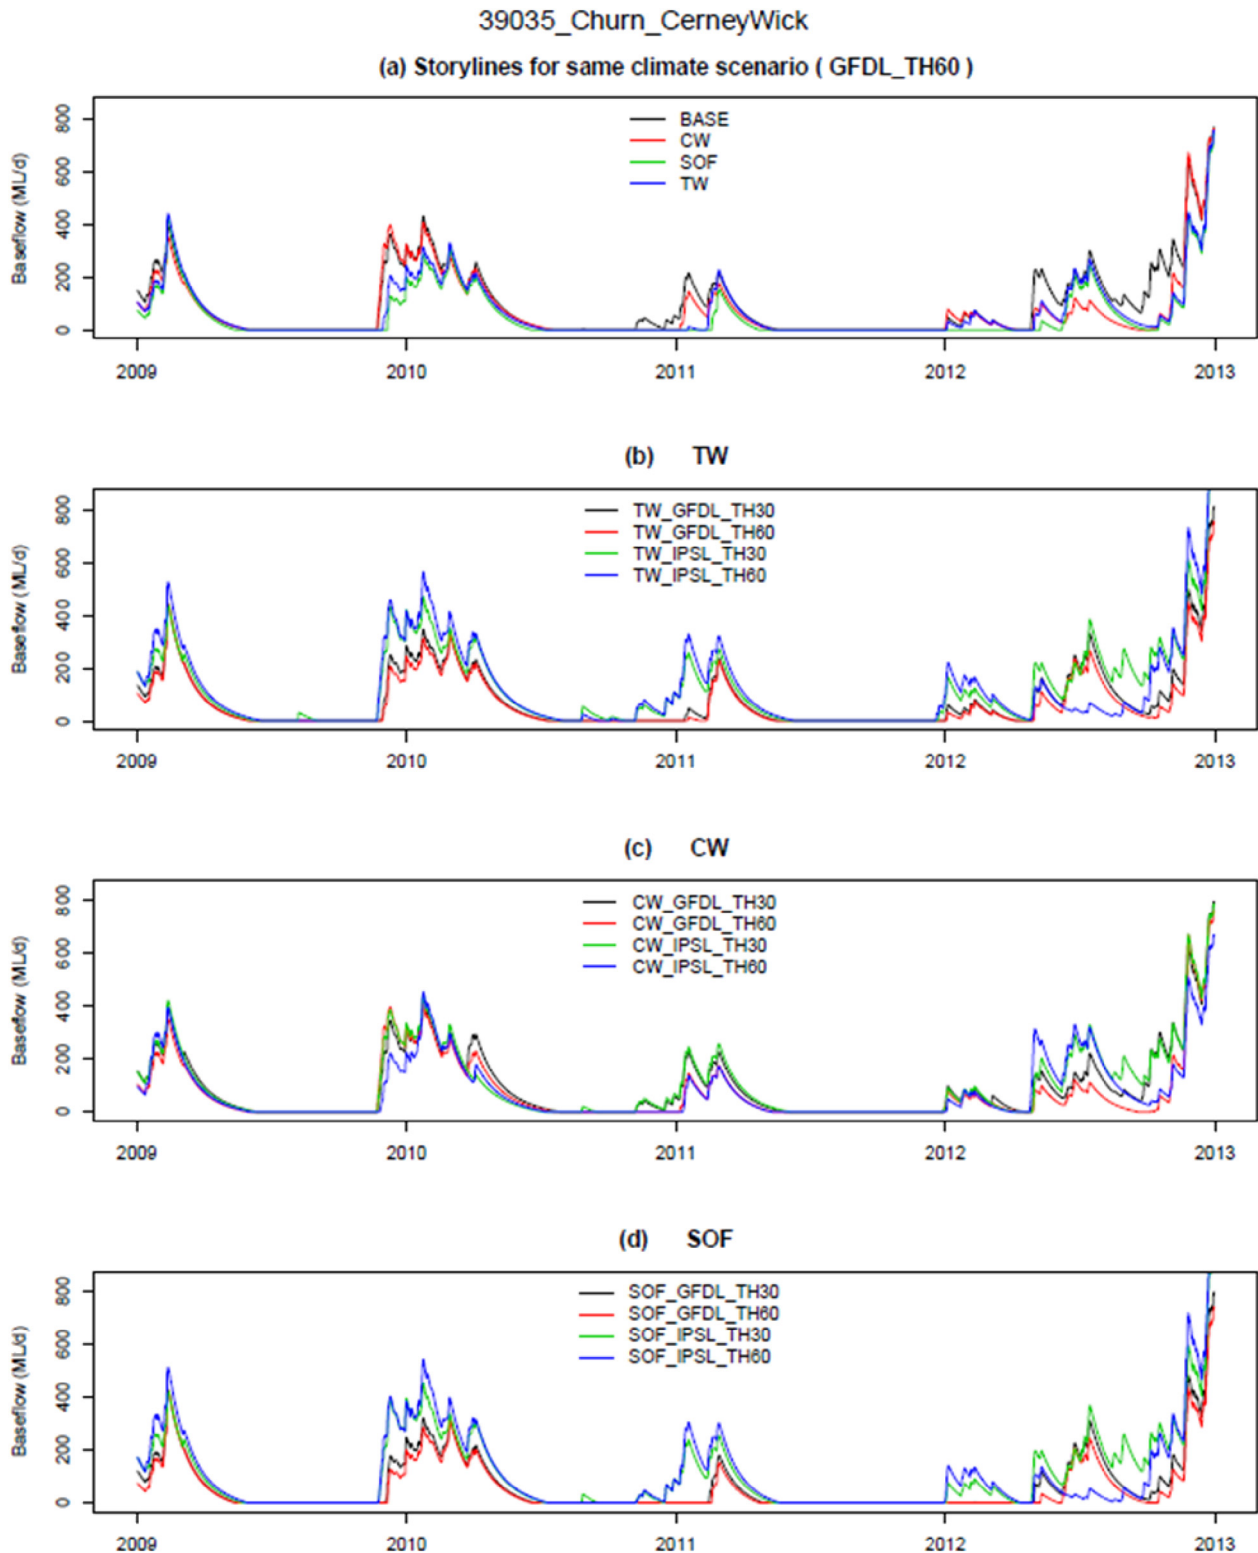 39035_Churn_CerneyWick
(a) Storylines for same climate scenario ( GFDL_TH60 )
Baseflow (ML/d)
800
600
400
200
0
BASE
CW
SOF
TW
2009 2010 2011 2012 2013
(b) TW
Baseflow (ML/d)
800
600
400
200
0
TW_GFDL_TH30
TW_GFDL_TH60
TW_IPSL_TH30
TW_IPSL_TH60
2009 2010 2011 2012 2013
(c) CW
Baseflow (ML/d)
800
600
400
200
0
CW_GFDL_TH30
CW_GFDL_TH60
CW_IPSL_TH30
CW_IPSL_TH60
2009 2010 2011 2012 2013
(d) SOF
Baseflow (ML/d)
800
600
400
200
0
SOF_GFDL_TH30
SOF_GFDL_TH60
SOF_IPSL_TH30
SOF_IPSL_TH60
2009 2010 2011 2012 2013